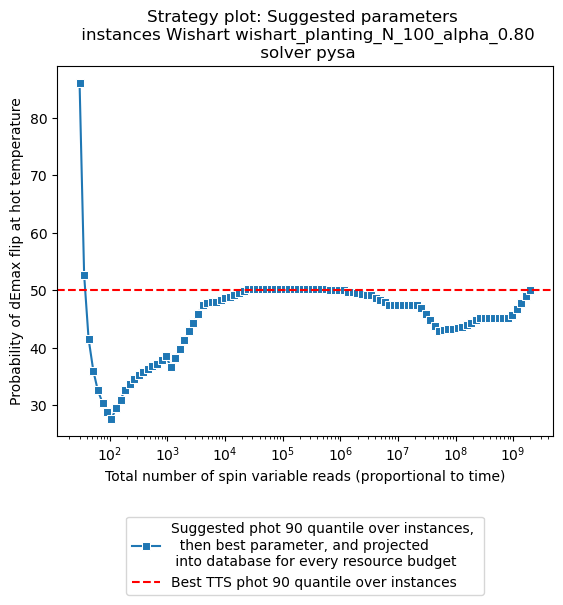 Strategy plot: Suggested parameters
instances Wishart wishart_planting_N_100_alpha_0.80
solver pysa
Probability of dEmax flip at hot temperature
80
70
60
50
40
30
10²
10³
10⁴
10⁵
10⁶
10⁷
10⁸
10⁹
Total number of spin variable reads (proportional to time)
Suggested phot 90 quantile over instances,
then best parameter, and projected
into database for every resource budget
Best TTS phot 90 quantile over instances